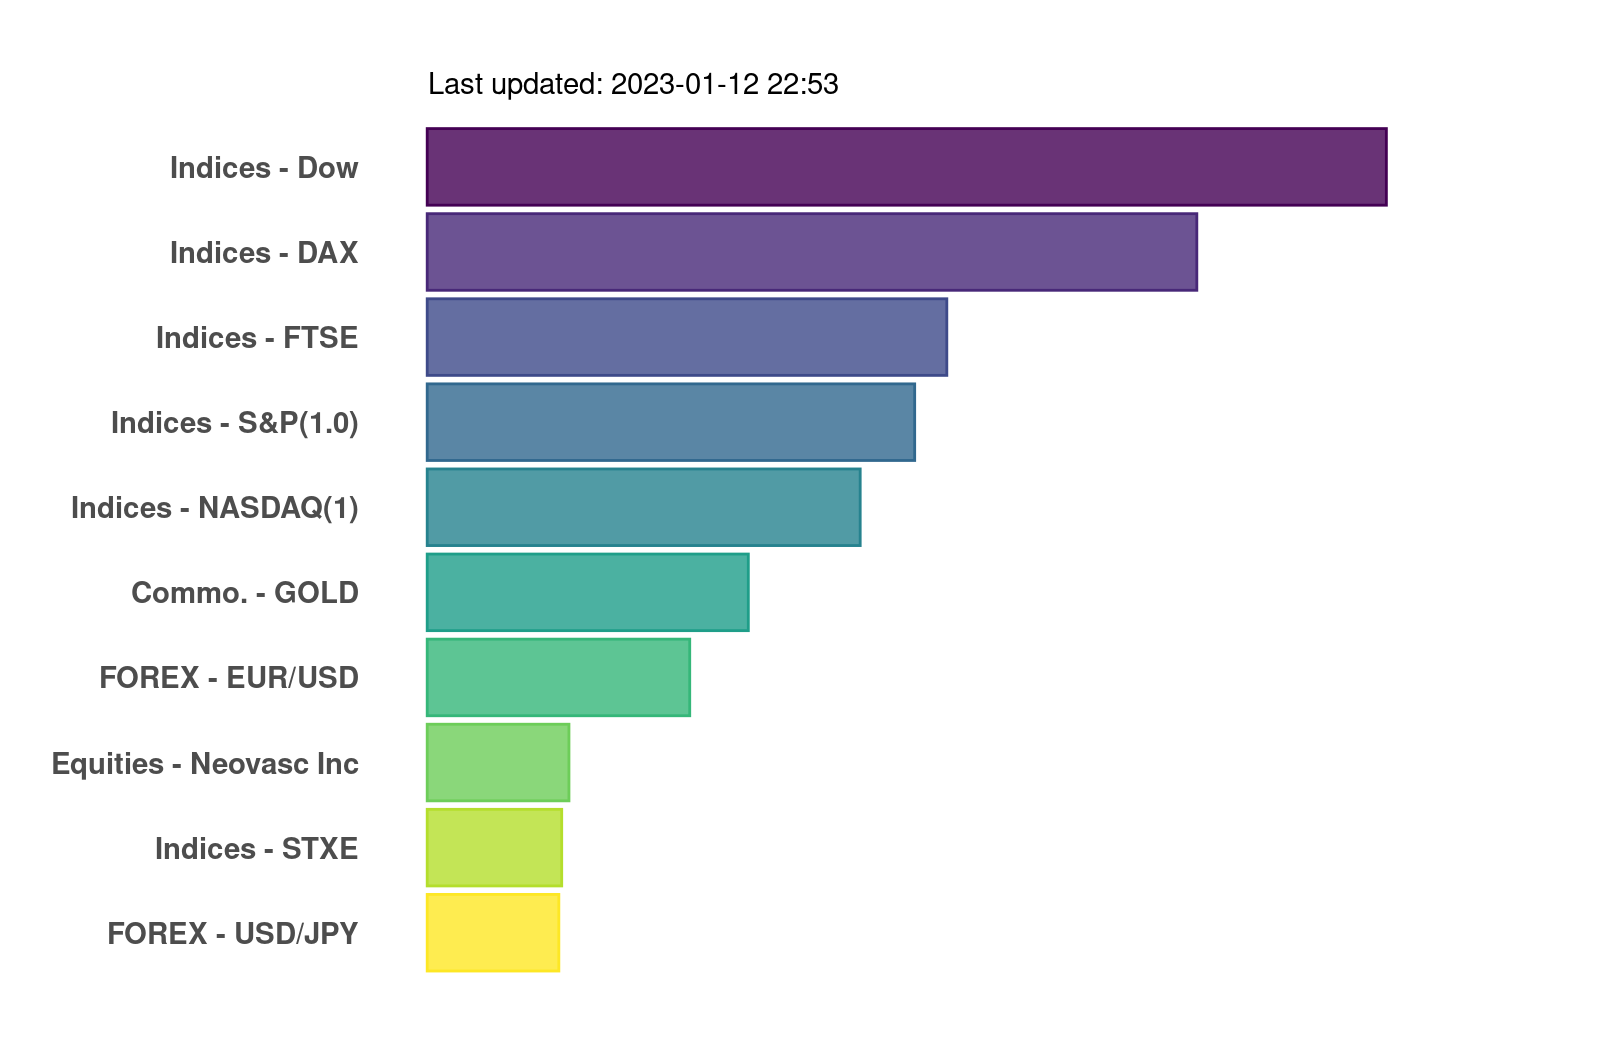 Last updated: 2023-01-12 22:53
Indices - Dow
Indices - DAX
Indices - FTSE
Indices - S&P(1.0)
Indices - NASDAQ(1)
Commo. - GOLD
FOREX - EUR/USD
Equities - Neovasc Inc
Indices - STXE
FOREX - USD/JPY